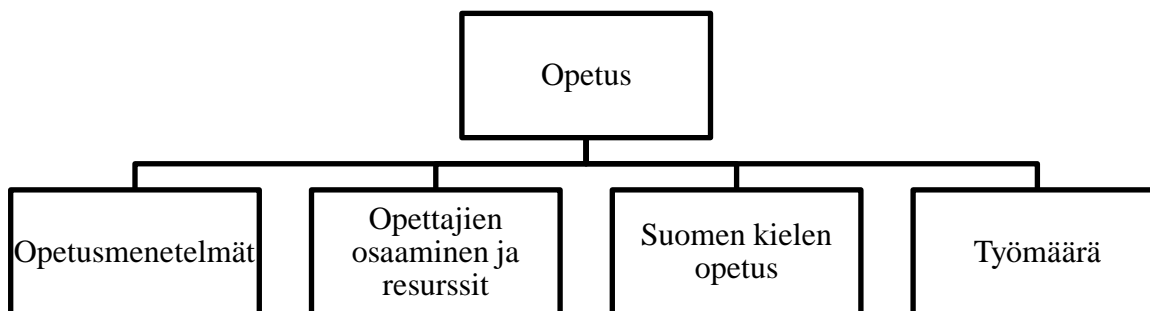 Opetus
Opetusmenetelmät
Opettajien
osaaminen ja
resurssit
Suomen kielen
opetus
Työmäärä